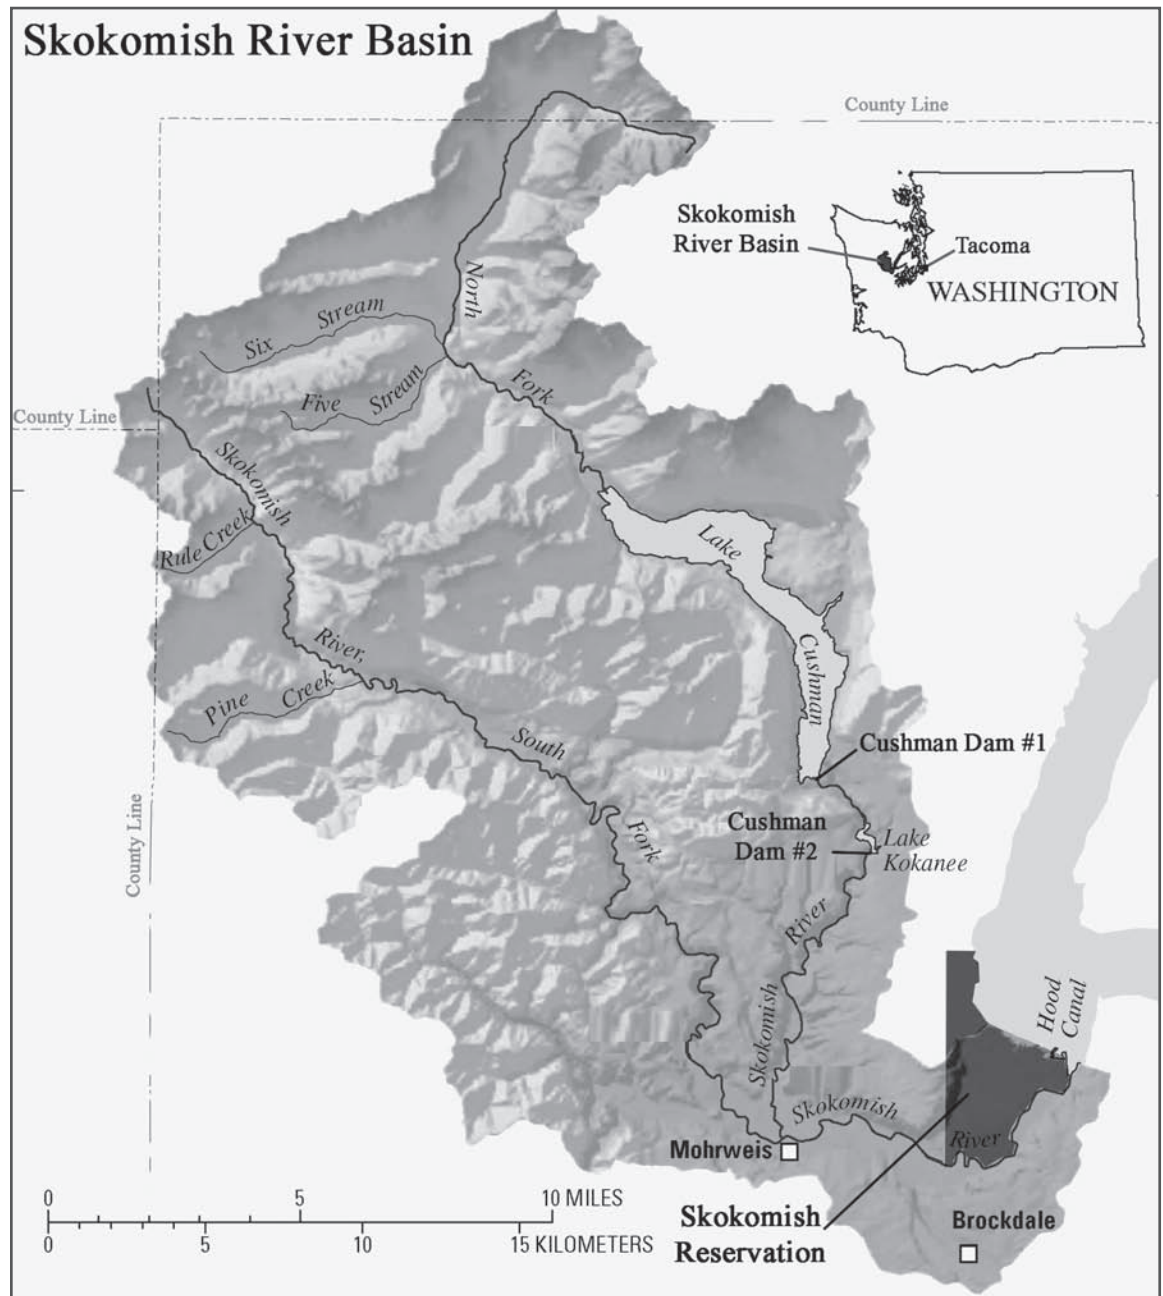 Skokomish River Basin
County Line
Skokomish
River Basin
Tacoma
WASHINGTON
North
Fork
Six Stream
Five Stream
County Line
Skokomish
Rule Creek
River,
Pine Creek
South
Fork
Lake
Cushman
Cushman Dam #1
Cushman
Dam #2
Lake
Kokanee
County Line
River
Skokomish
Hood
Canal
Skokomish
River
Mohrweis
Skokomish
Reservation
Brockdale
0 5 10 MILES
0 5 10 15 KILOMETERS